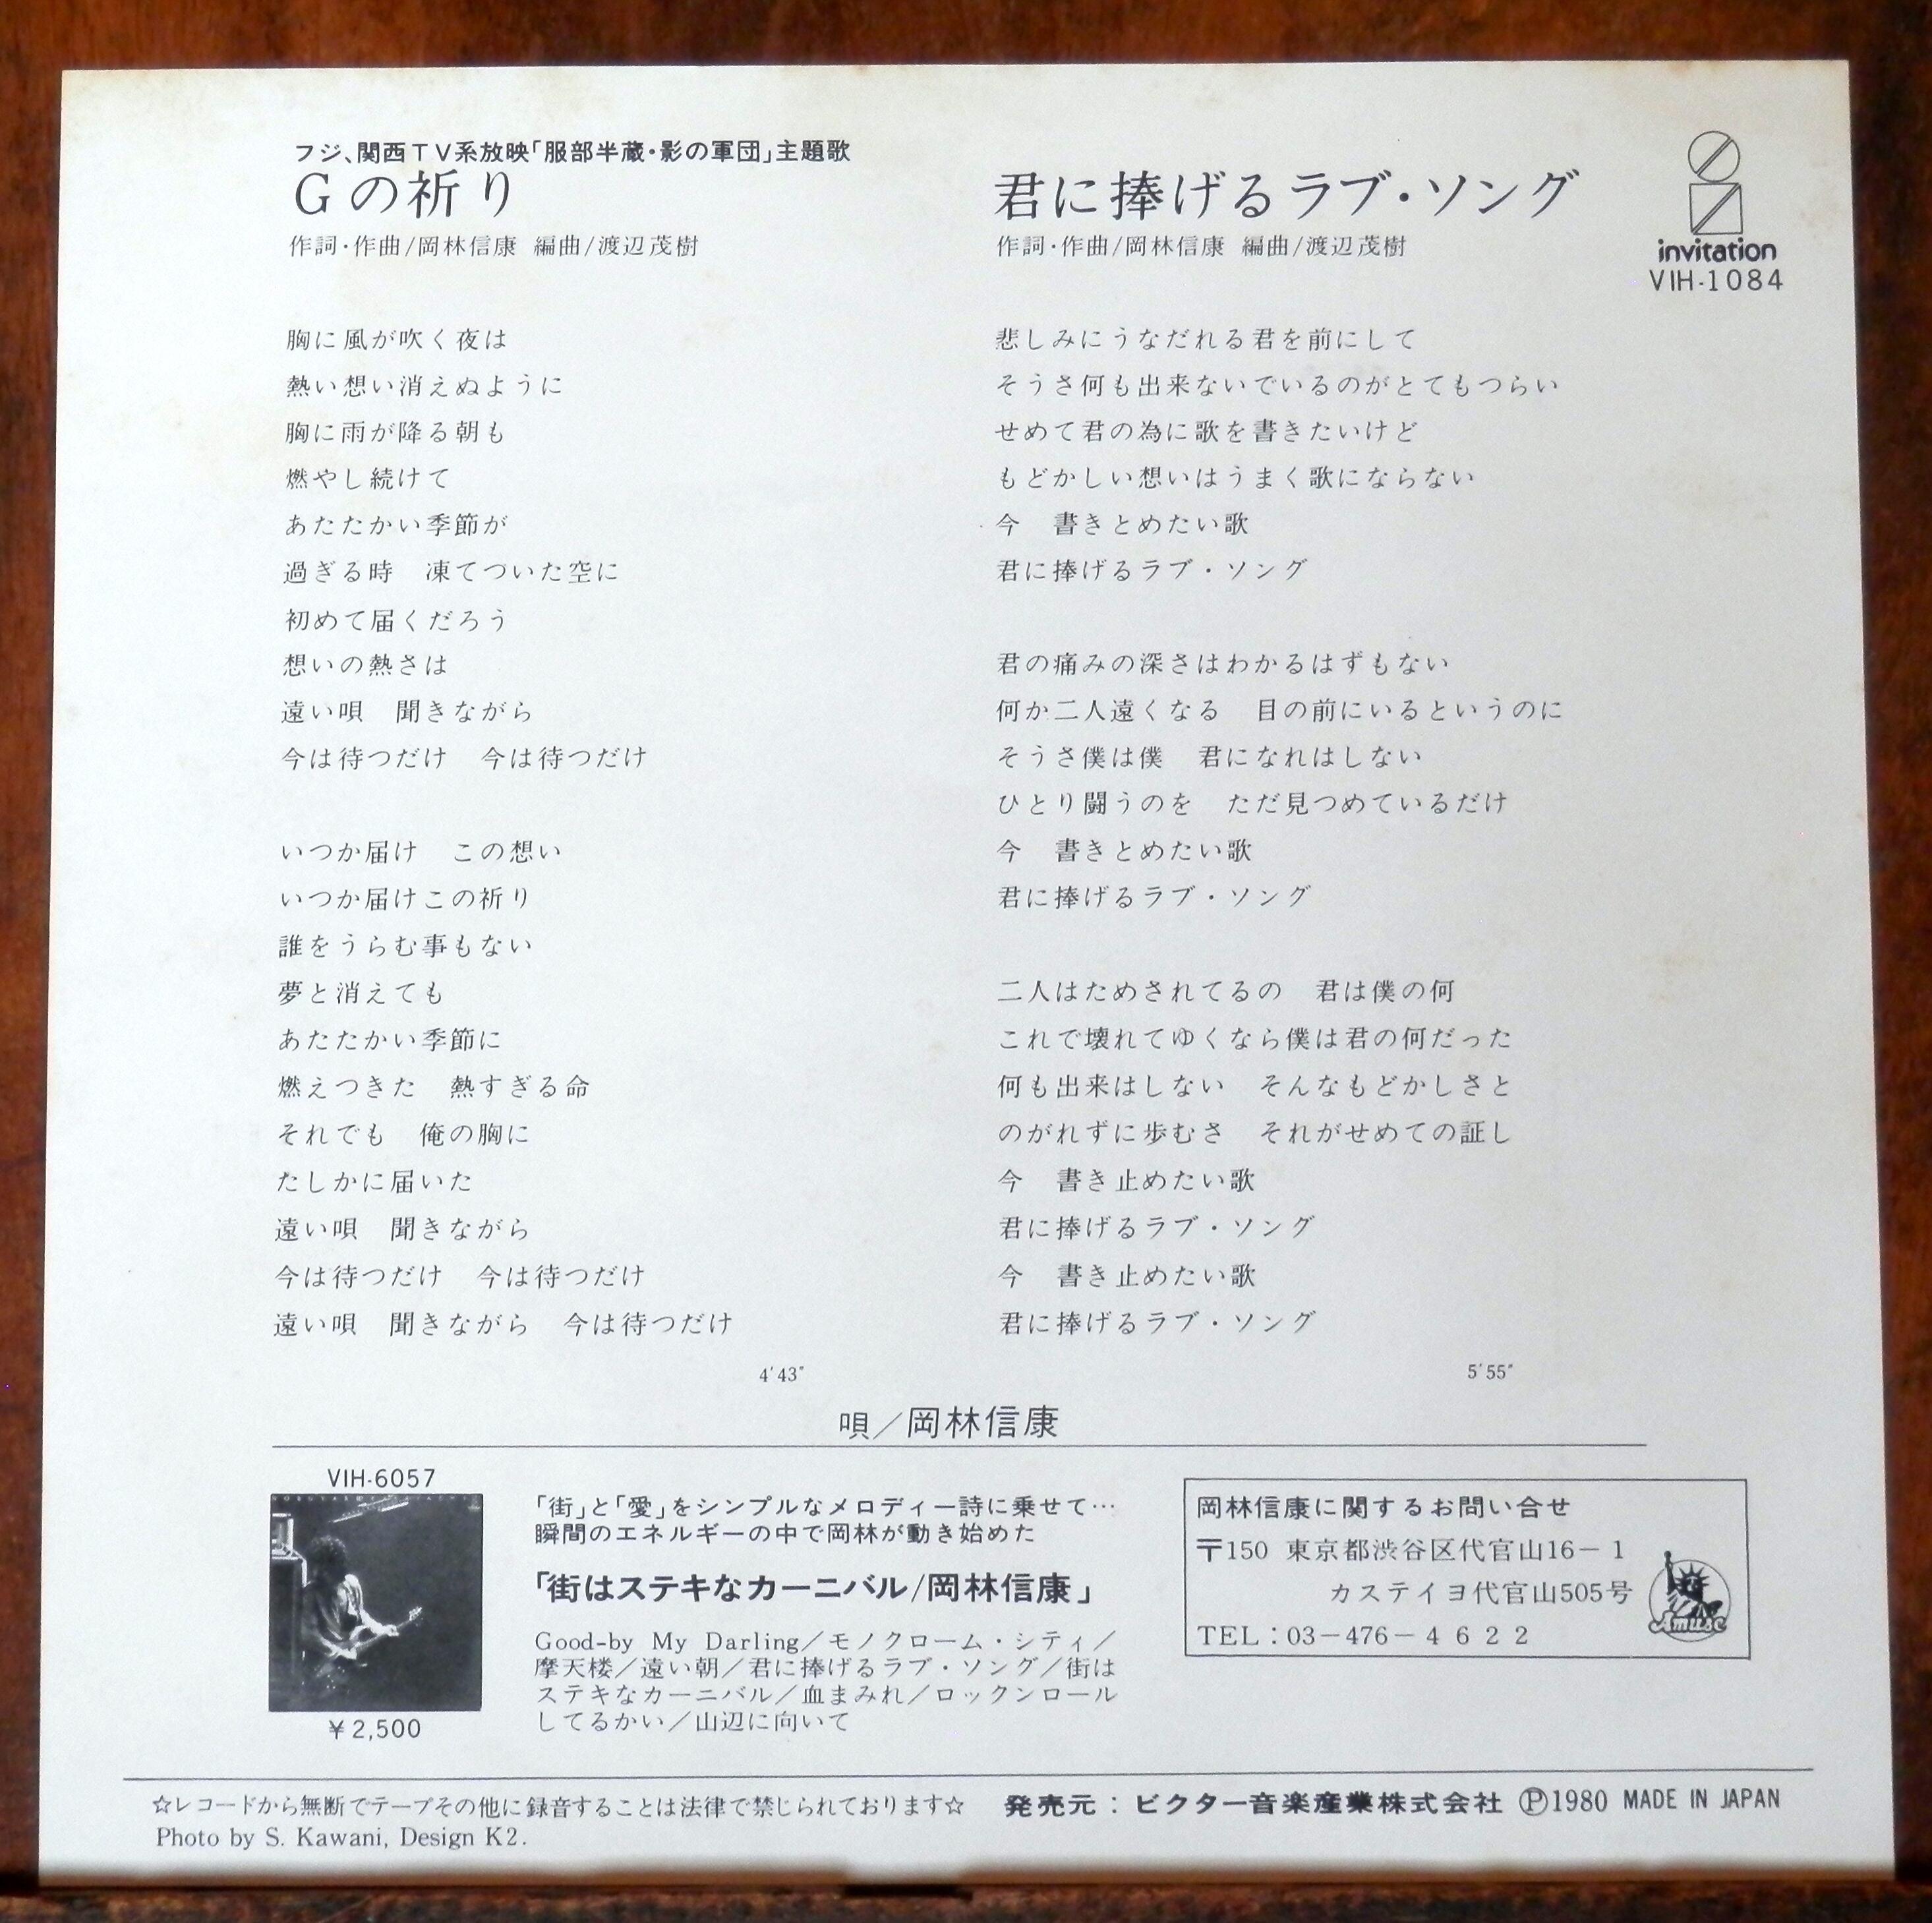 フジ、関西TV系放映「服部半蔵・影の軍団」主題歌
Gの祈り
作詞・作曲/岡林信康 編曲/渡辺茂樹
胸に風が吹く夜は
熱い想い消えぬように
胸に雨が降る朝も
燃やし続けて
あたたかい季節が
過ぎる時　凍てついた空に
初めて届くだろう
想いの熱さは
遠い唄　聞きながら
今は待つだけ　今は待つだけ
いつか届け　この想い
いつか届けこの祈り
誰をうらむ事もない
夢と消えても
あたたかい季節に
燃えつきた　熱すぎる命
それでも　俺の胸に
たしかに届いた
遠い唄　聞きながら
今は待つだけ　今は待つだけ
遠い唄　聞きながら　今は待つだけ
4'43"
君に捧げるラブ・ソング
作詞・作曲/岡林信康 編曲/渡辺茂樹
悲しみにうなだれる君を前にして
そうさ何も出来ないでいるのがとてもつらい
せめて君の為に歌を書きたいけど
もどかしい想いはうまく歌にならない
今　書きとめたい歌
君に捧げるラブ・ソング
君の痛みの深さはわかるはずもない
何か二人遠くなる　目の前にいるというのに
そうさ僕は僕　君になれはしない
ひとり闘うのを　ただ見つめているだけ
今　書きとめたい歌
君に捧げるラブ・ソング
二人はためされてるの　君は僕の何
これで壊れてゆくなら僕は君の何だった
何も出来はしない　そんなもどかしさと
のがれずに歩むさ　それがせめての証し
今　書き止めたい歌
君に捧げるラブ・ソング
今　書き止めたい歌
君に捧げるラブ・ソング
5'55"
invitation
VIH-1084
唄／岡林信康
VIH-6057
￥2,500
「街」と「愛」をシンプルなメロディー詩に乗せて…
瞬間のエネルギーの中で岡林が動き始めた
「街はステキなカーニバル/岡林信康」
Good-by My Darling／モノクローム・シティ／
摩天楼／遠い朝／君に捧げるラブ・ソング／街は
ステキなカーニバル／血まみれ／ロックンロール
してるかい／山辺に向いて
岡林信康に関するお問い合せ
〒150 東京都渋谷区代官山16－1
カステイヨ代官山505号
TEL：03－476－4622
Amuse
☆レコードから無断でテープその他に録音することは法律で禁じられております☆
発売元：ビクター音楽産業株式会社 Ⓟ1980 MADE IN JAPAN
Photo by S. Kawani, Design K2.